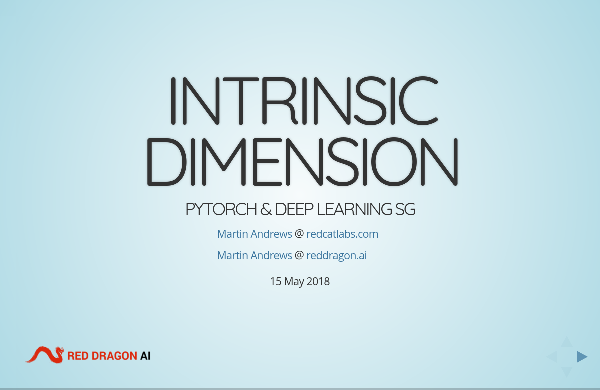 INTRINSIC
DIMENSION
PYTORCH & DEEP LEARNING SG
Martin Andrews @ redcatlabs.com
Martin Andrews @ reddragon.ai
15 May 2018
RED DRAGON AI